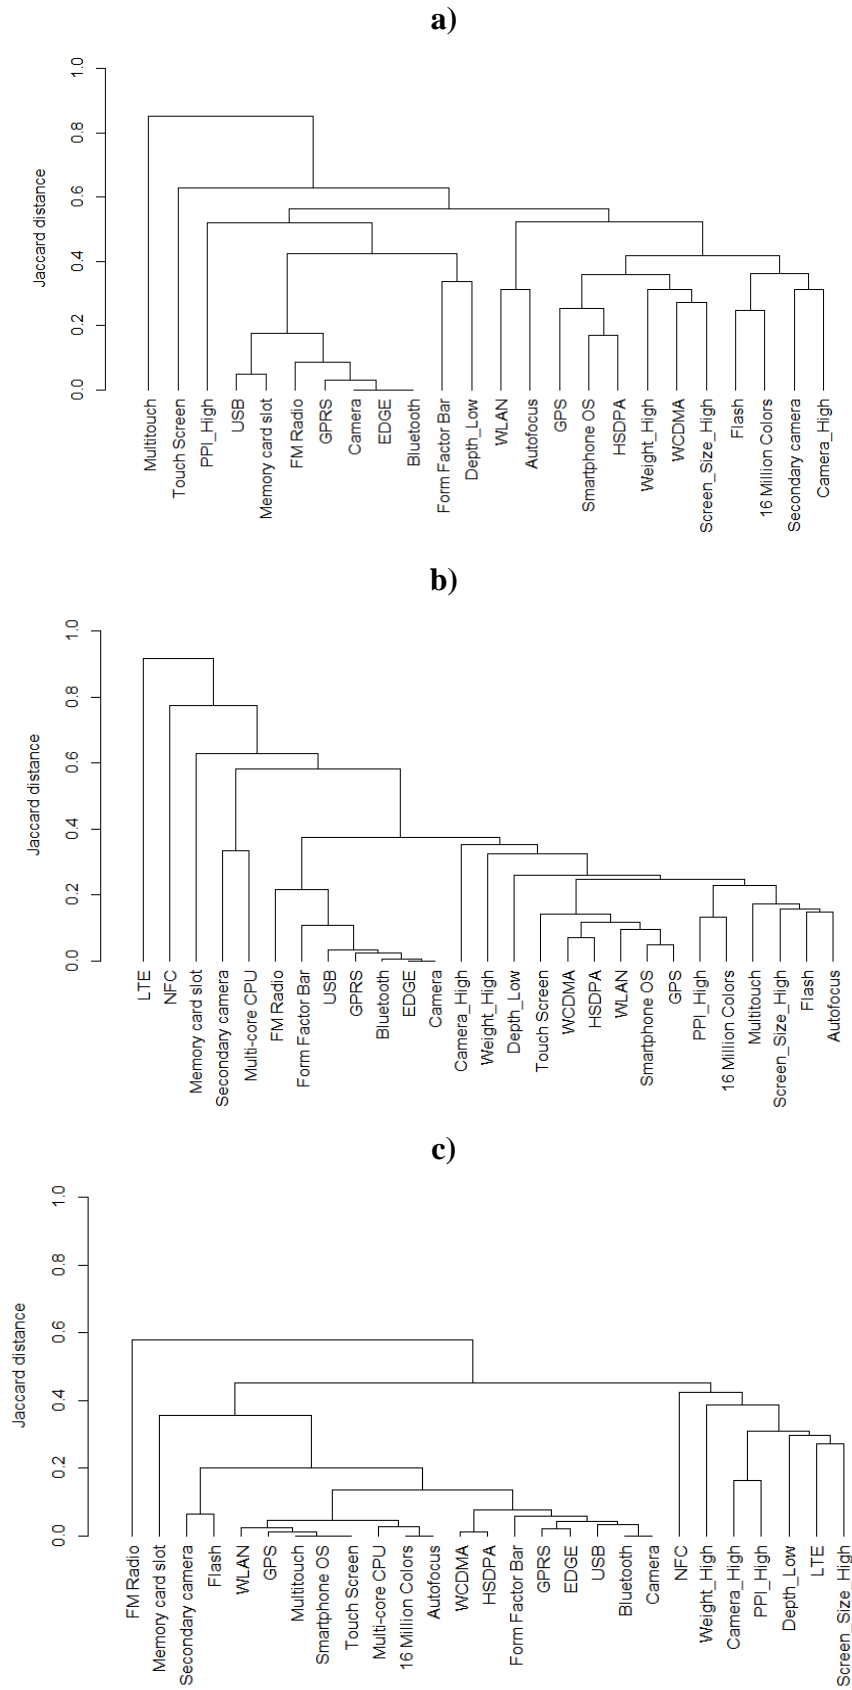 a)
Jaccard distance
1.0
0.8
0.6
0.4
0.2
0.0
Multitouch
Touch Screen
PPI_High
USB
Memory card slot
FM Radio
GPRS
Camera
EDGE
Bluetooth
Form Factor Bar
Depth_Low
WLAN
Autofocus
GPS
Smartphone OS
HSDPA
Weight_High
WCDMA
Screen_Size_High
Flash
16 Million Colors
Secondary camera
Camera_High
b)
Jaccard distance
1.0
0.8
0.6
0.4
0.2
0.0
LTE
NFC
Memory card slot
Secondary camera
Multi-core CPU
FM Radio
Form Factor Bar
USB
GPRS
Bluetooth
EDGE
Camera
Camera_High
Weight_High
Depth_Low
Touch Screen
WCDMA
HSDPA
WLAN
Smartphone OS
GPS
PPI_High
16 Million Colors
Multitouch
Screen_Size_High
Flash
Autofocus
c)
Jaccard distance
1.0
0.8
0.6
0.4
0.2
0.0
FM Radio
Memory card slot
Secondary camera
Flash
WLAN
GPS
Multitouch
Smartphone OS
Touch Screen
Multi-core CPU
16 Million Colors
Autofocus
WCDMA
HSDPA
Form Factor Bar
GPRS
EDGE
USB
Bluetooth
Camera
NFC
Weight_High
Camera_High
PPI_High
Depth_Low
LTE
Screen_Size_High